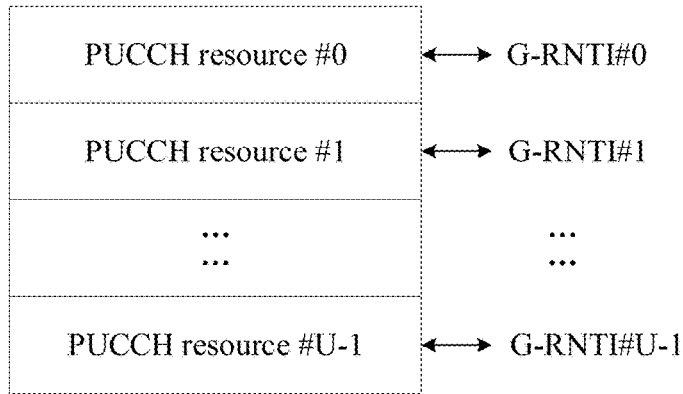 PUCCH resource #0 G-RNTI#0
PUCCH resource #1 G-RNTI#1
... ...
... ...
PUCCH resource #U-1 G-RNTI#U-1